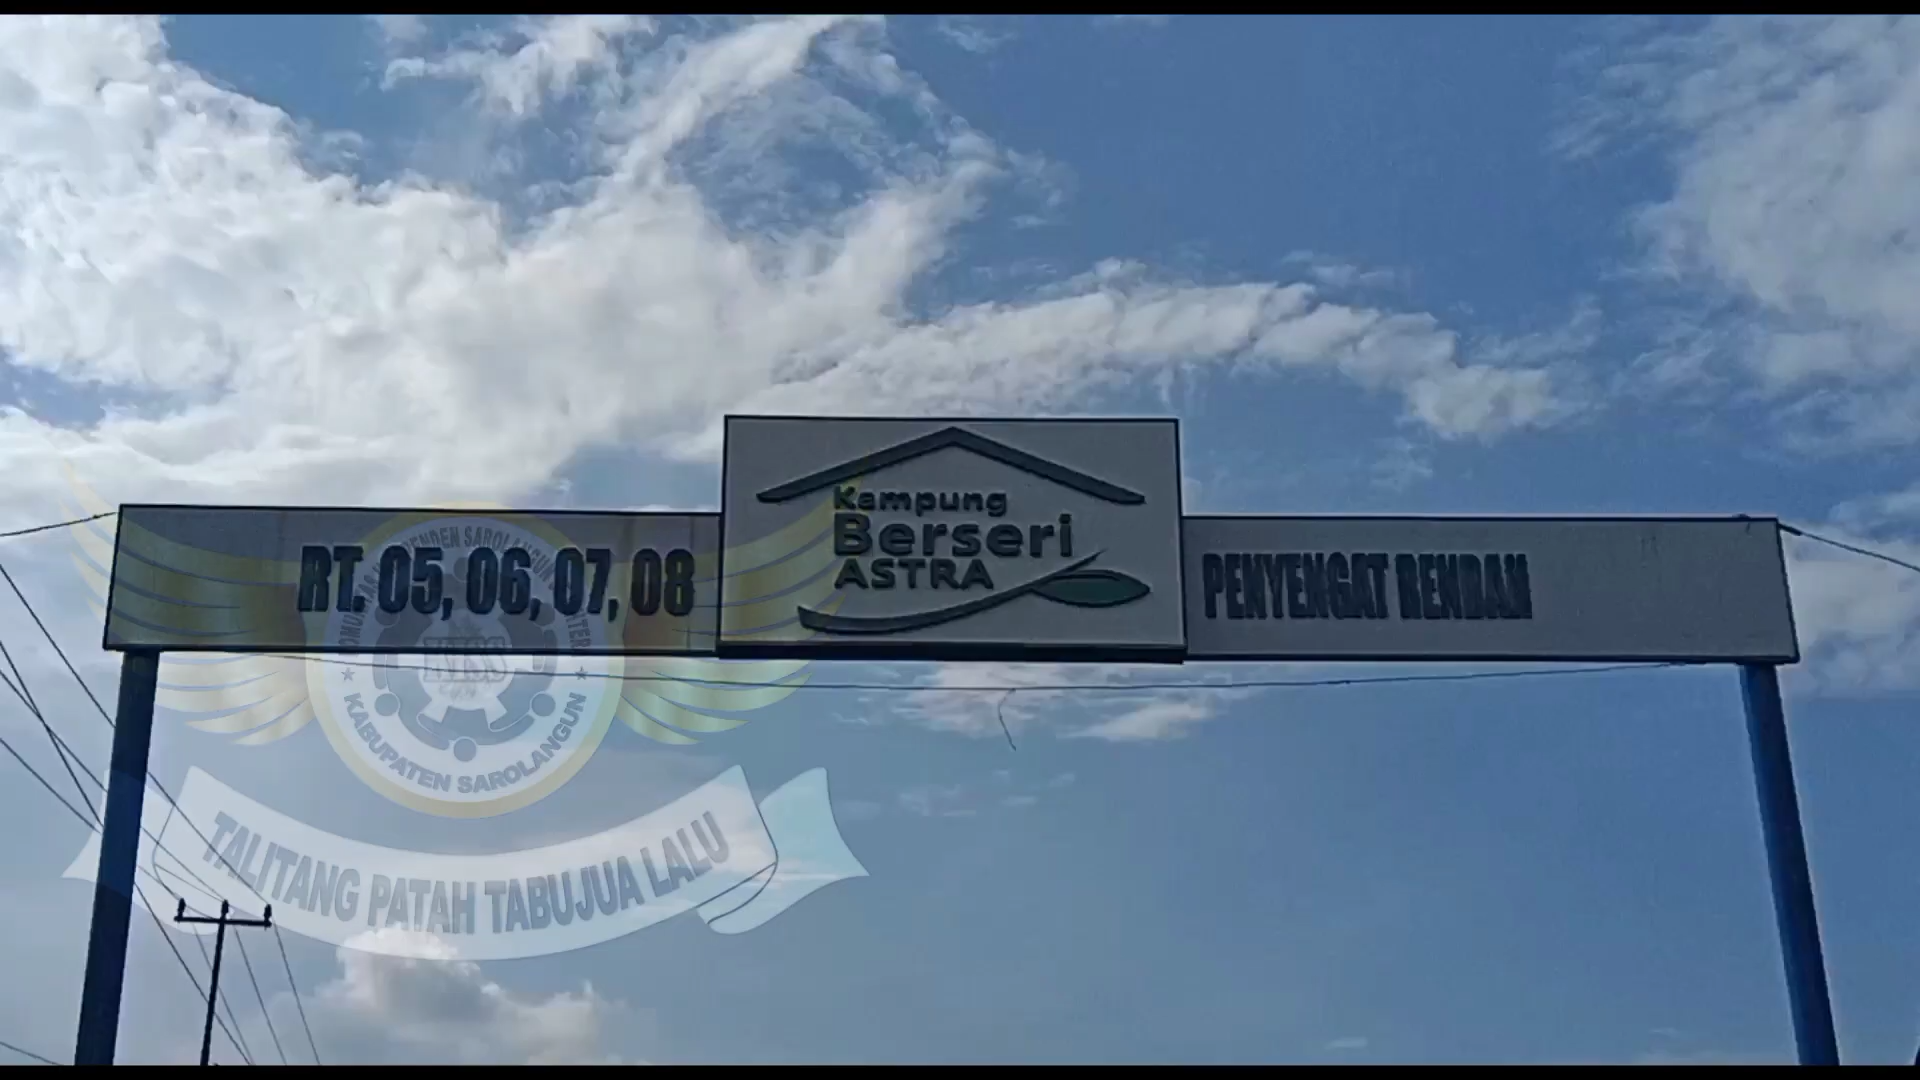 Kampung
Berseri
ASTRA
RT. 05, 06, 07, 08
PENYENGAT RENDAH
KABUPATEN SAROLANGUN
TALITANG PATAH TABUJUA LALU